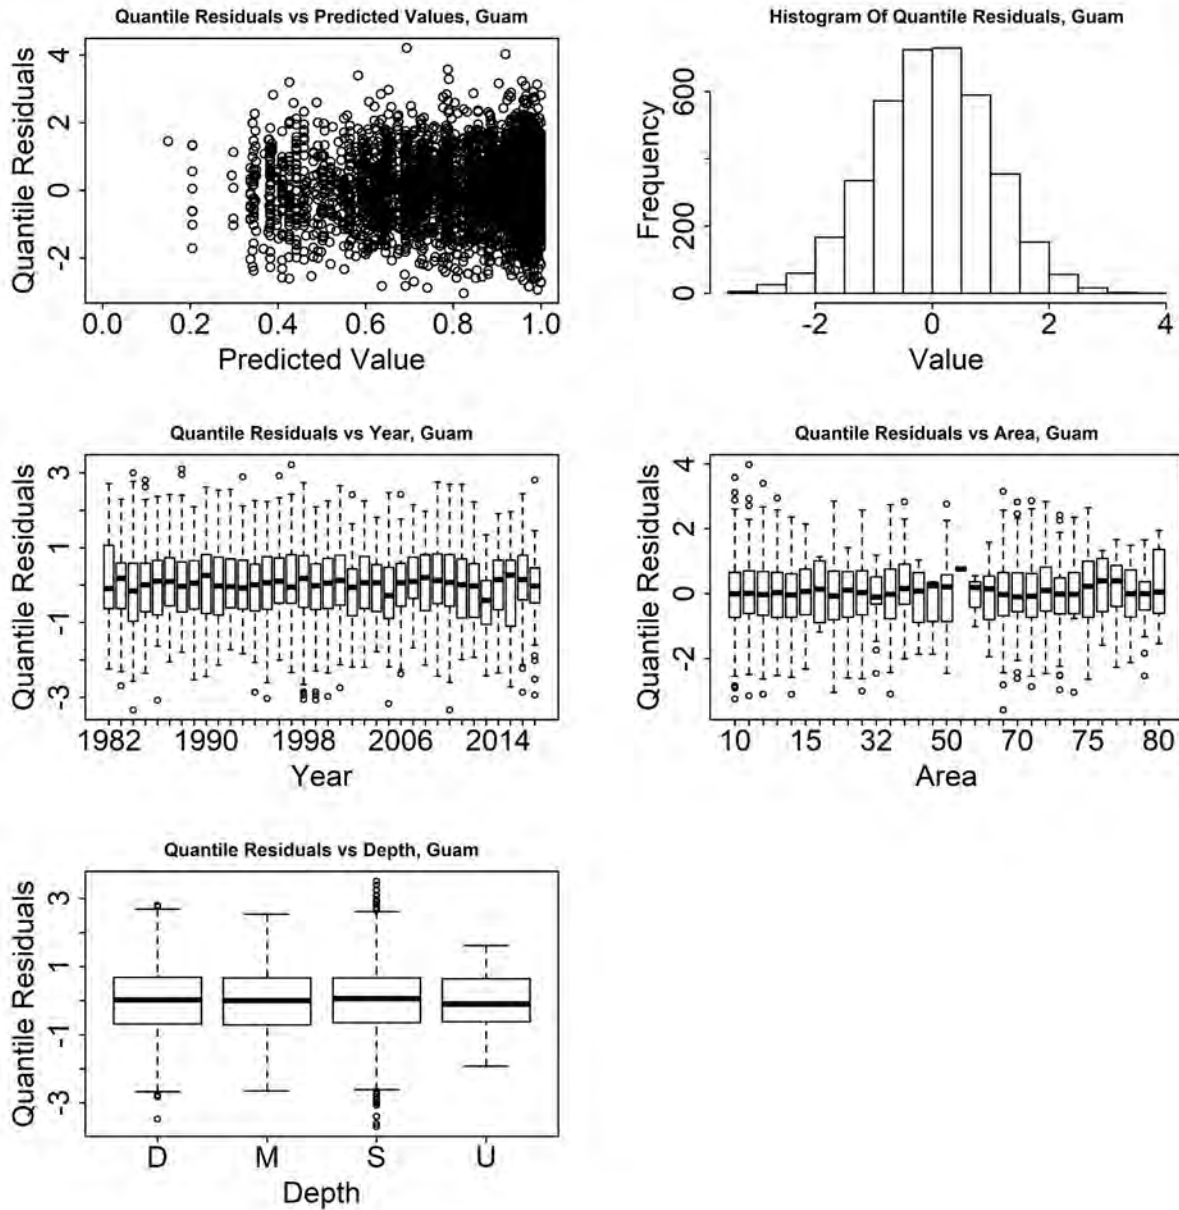 Quantile Residuals vs Predicted Values, Guam
Quantile Residuals
4
2
0
-2
0.0 0.2 0.4 0.6 0.8 1.0
Predicted Value
Histogram Of Quantile Residuals, Guam
Frequency
600
200
0
-2 0 2 4
Value
Quantile Residuals vs Year, Guam
Quantile Residuals
3
1
-1
-3
1982 1990 1998 2006 2014
Year
Quantile Residuals vs Area, Guam
Quantile Residuals
4
2
0
-2
10 15 32 50 70 75 80
Area
Quantile Residuals vs Depth, Guam
Quantile Residuals
3
1
-1
-3
D M S U
Depth